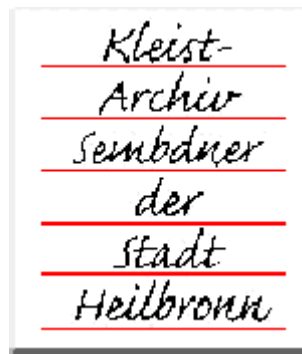 Kleist-
Archiv
Sembdner
der
Stadt
Heilbronn